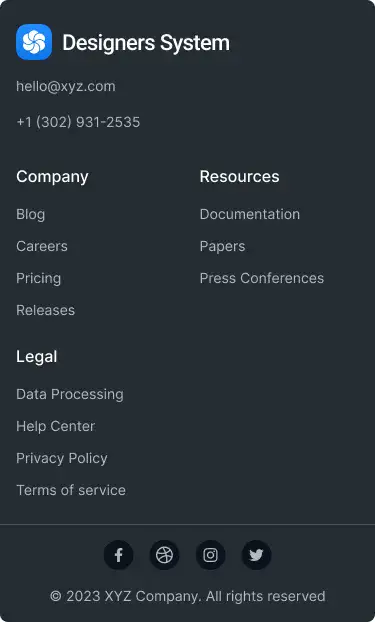 Designers System
hello@xyz.com
+1 (302) 931-2535
Company
Blog
Careers
Pricing
Releases
Resources
Documentation
Papers
Press Conferences
Legal
Data Processing
Help Center
Privacy Policy
Terms of service
© 2023 XYZ Company. All rights reserved